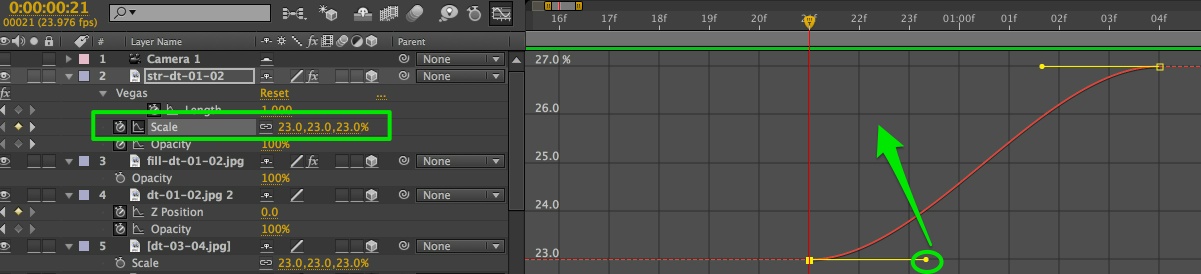 0:00:00:21
00021 (23.976 fps)
# Layer Name Parent
1 Camera 1 None
2 str-dt-01-02 fx None
fx Vegas Reset ...
Length 1.000
Scale 23.0,23.0,23.0%
Opacity 100%
3 fill-dt-01-02.jpg fx None
Opacity 100%
4 dt-01-02.jpg 2 None
Z Position 0.0
Opacity 100%
5 [dt-03-04.jpg] None
Scale 23.0,23.0,23.0%
16f 17f 18f 19f 20f 22f 23f 01:00f 01f 02f 03f 04f
27.0 %
26.0
25.0
24.0
23.0